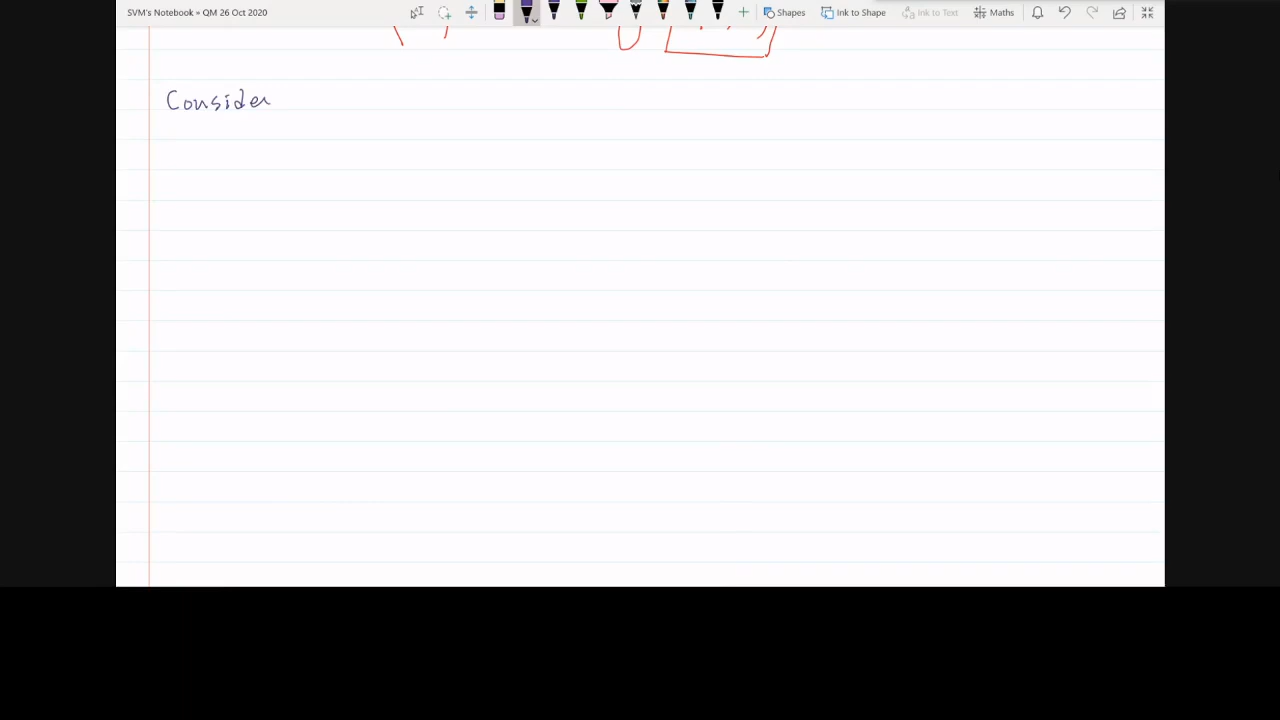 SVM's Notebook » QM 26 Oct 2020
Shapes
Ink to Shape
Ink to Text
Maths
Consider